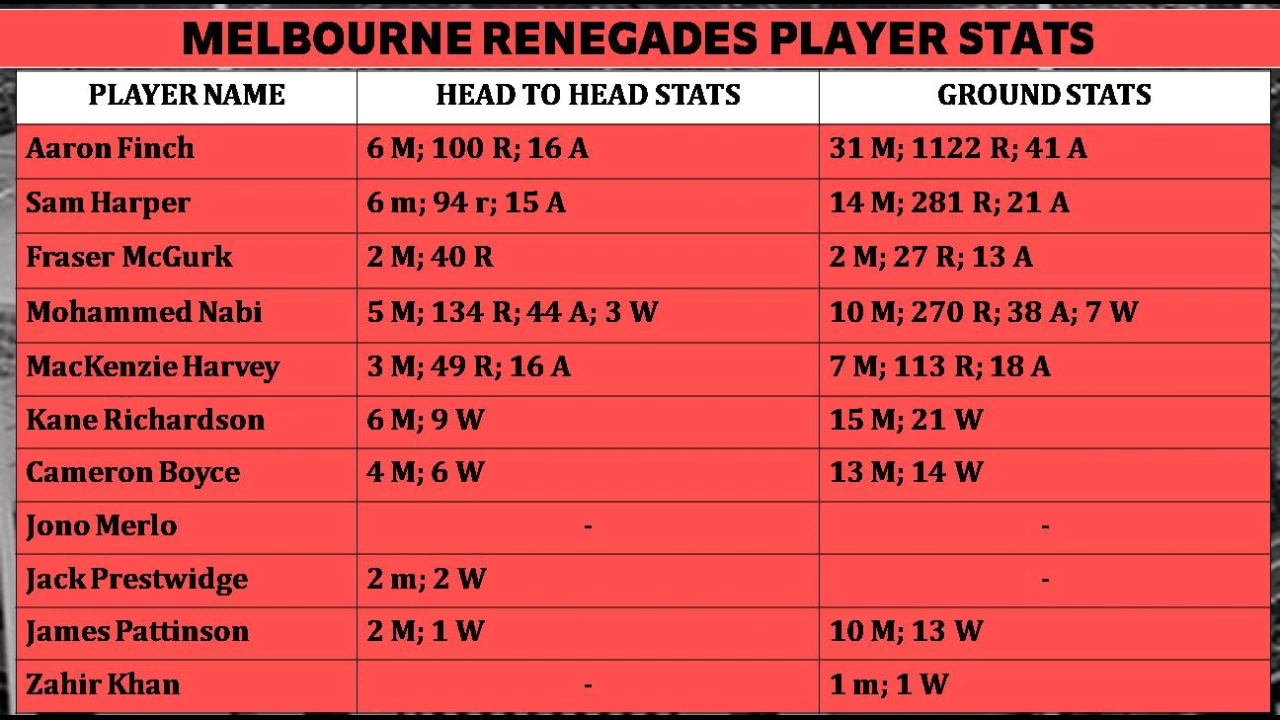 MELBOURNE RENEGADES PLAYER STATS
PLAYER NAME HEAD TO HEAD STATS GROUND STATS
Aaron Finch 6 M; 100 R; 16 A 31 M; 1122 R; 41 A
Sam Harper 6 m; 94 r; 15 A 14 M; 281 R; 21 A
Fraser McGurk 2 M; 40 R 2 M; 27 R; 13 A
Mohammed Nabi 5 M; 134 R; 44 A; 3 W 10 M; 270 R; 38 A; 7 W
MacKenzie Harvey 3 M; 49 R; 16 A 7 M; 113 R; 18 A
Kane Richardson 6 M; 9 W 15 M; 21 W
Cameron Boyce 4 M; 6 W 13 M; 14 W
Jono Merlo - -
Jack Prestwidge 2 m; 2 W -
James Pattinson 2 M; 1 W 10 M; 13 W
Zahir Khan - 1 m; 1 W